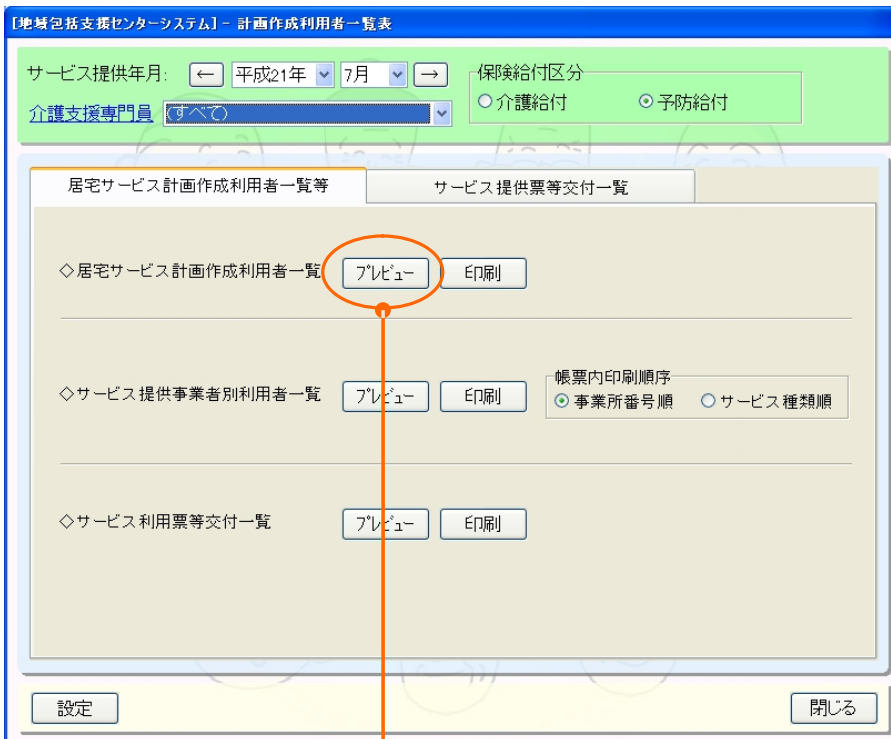 [地域包括支援センターシステム] - 計画作成利用者一覧表
サービス提供年月: ← 平成21年 7月 →
保険給付区分
介護支援専門員 (すべて)
介護給付 予防給付
居宅サービス計画作成利用者一覧等 サービス提供票等交付一覧
◇居宅サービス計画作成利用者一覧 プレビュー 印刷
帳票内印刷順序
◇サービス提供事業者別利用者一覧 プレビュー 印刷 事業所番号順 サービス種類順
◇サービス利用票等交付一覧 プレビュー 印刷
設定 閉じる